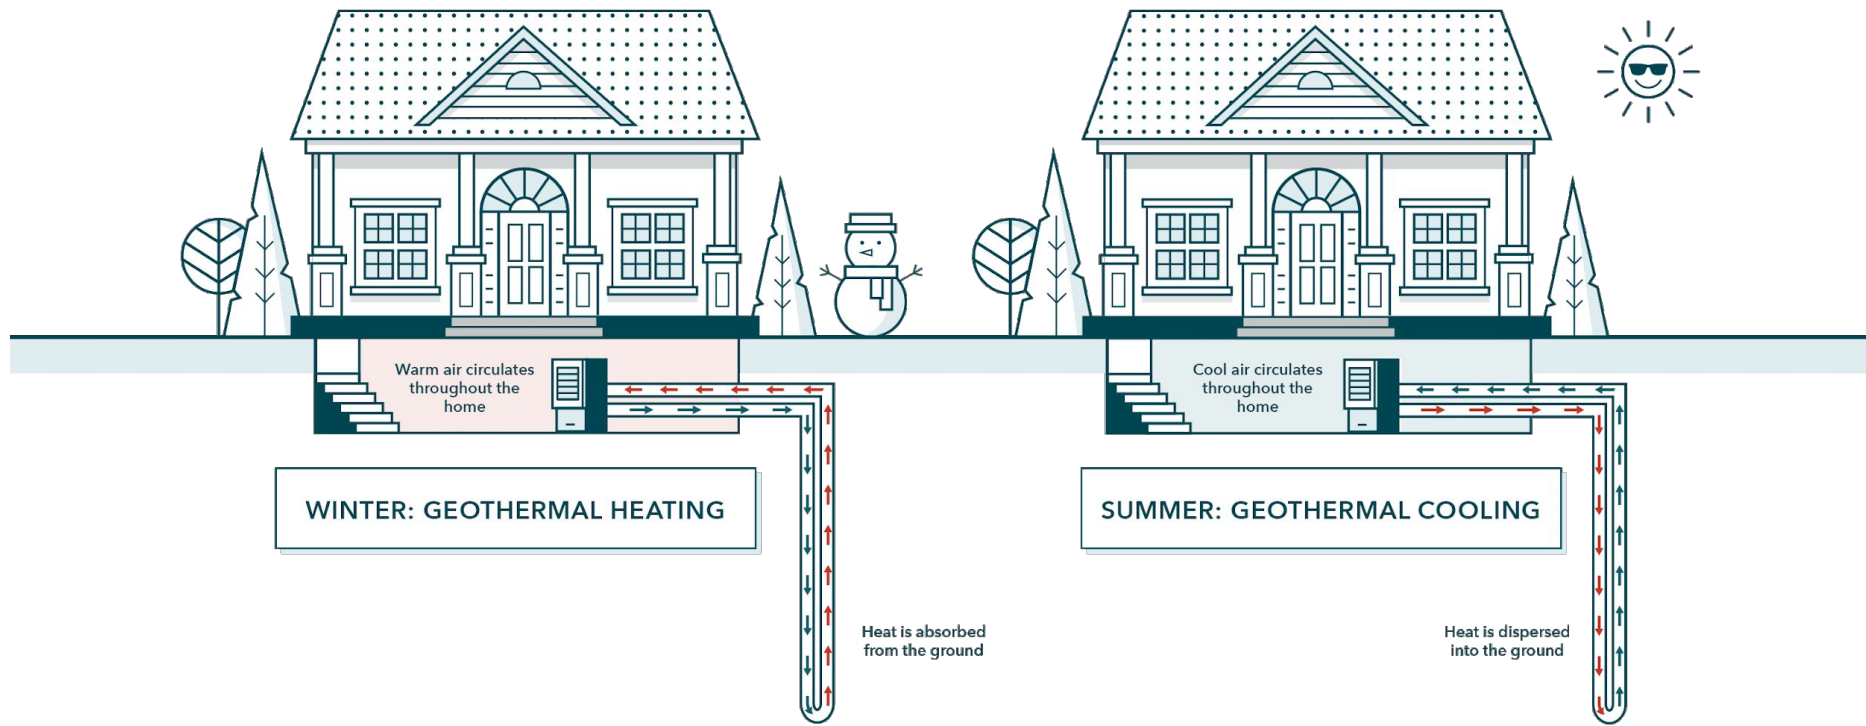 Warm air circulates
throughout the
home
Cool air circulates
throughout the
home
WINTER: GEOTHERMAL HEATING
SUMMER: GEOTHERMAL COOLING
Heat is absorbed
from the ground
Heat is dispersed
into the ground